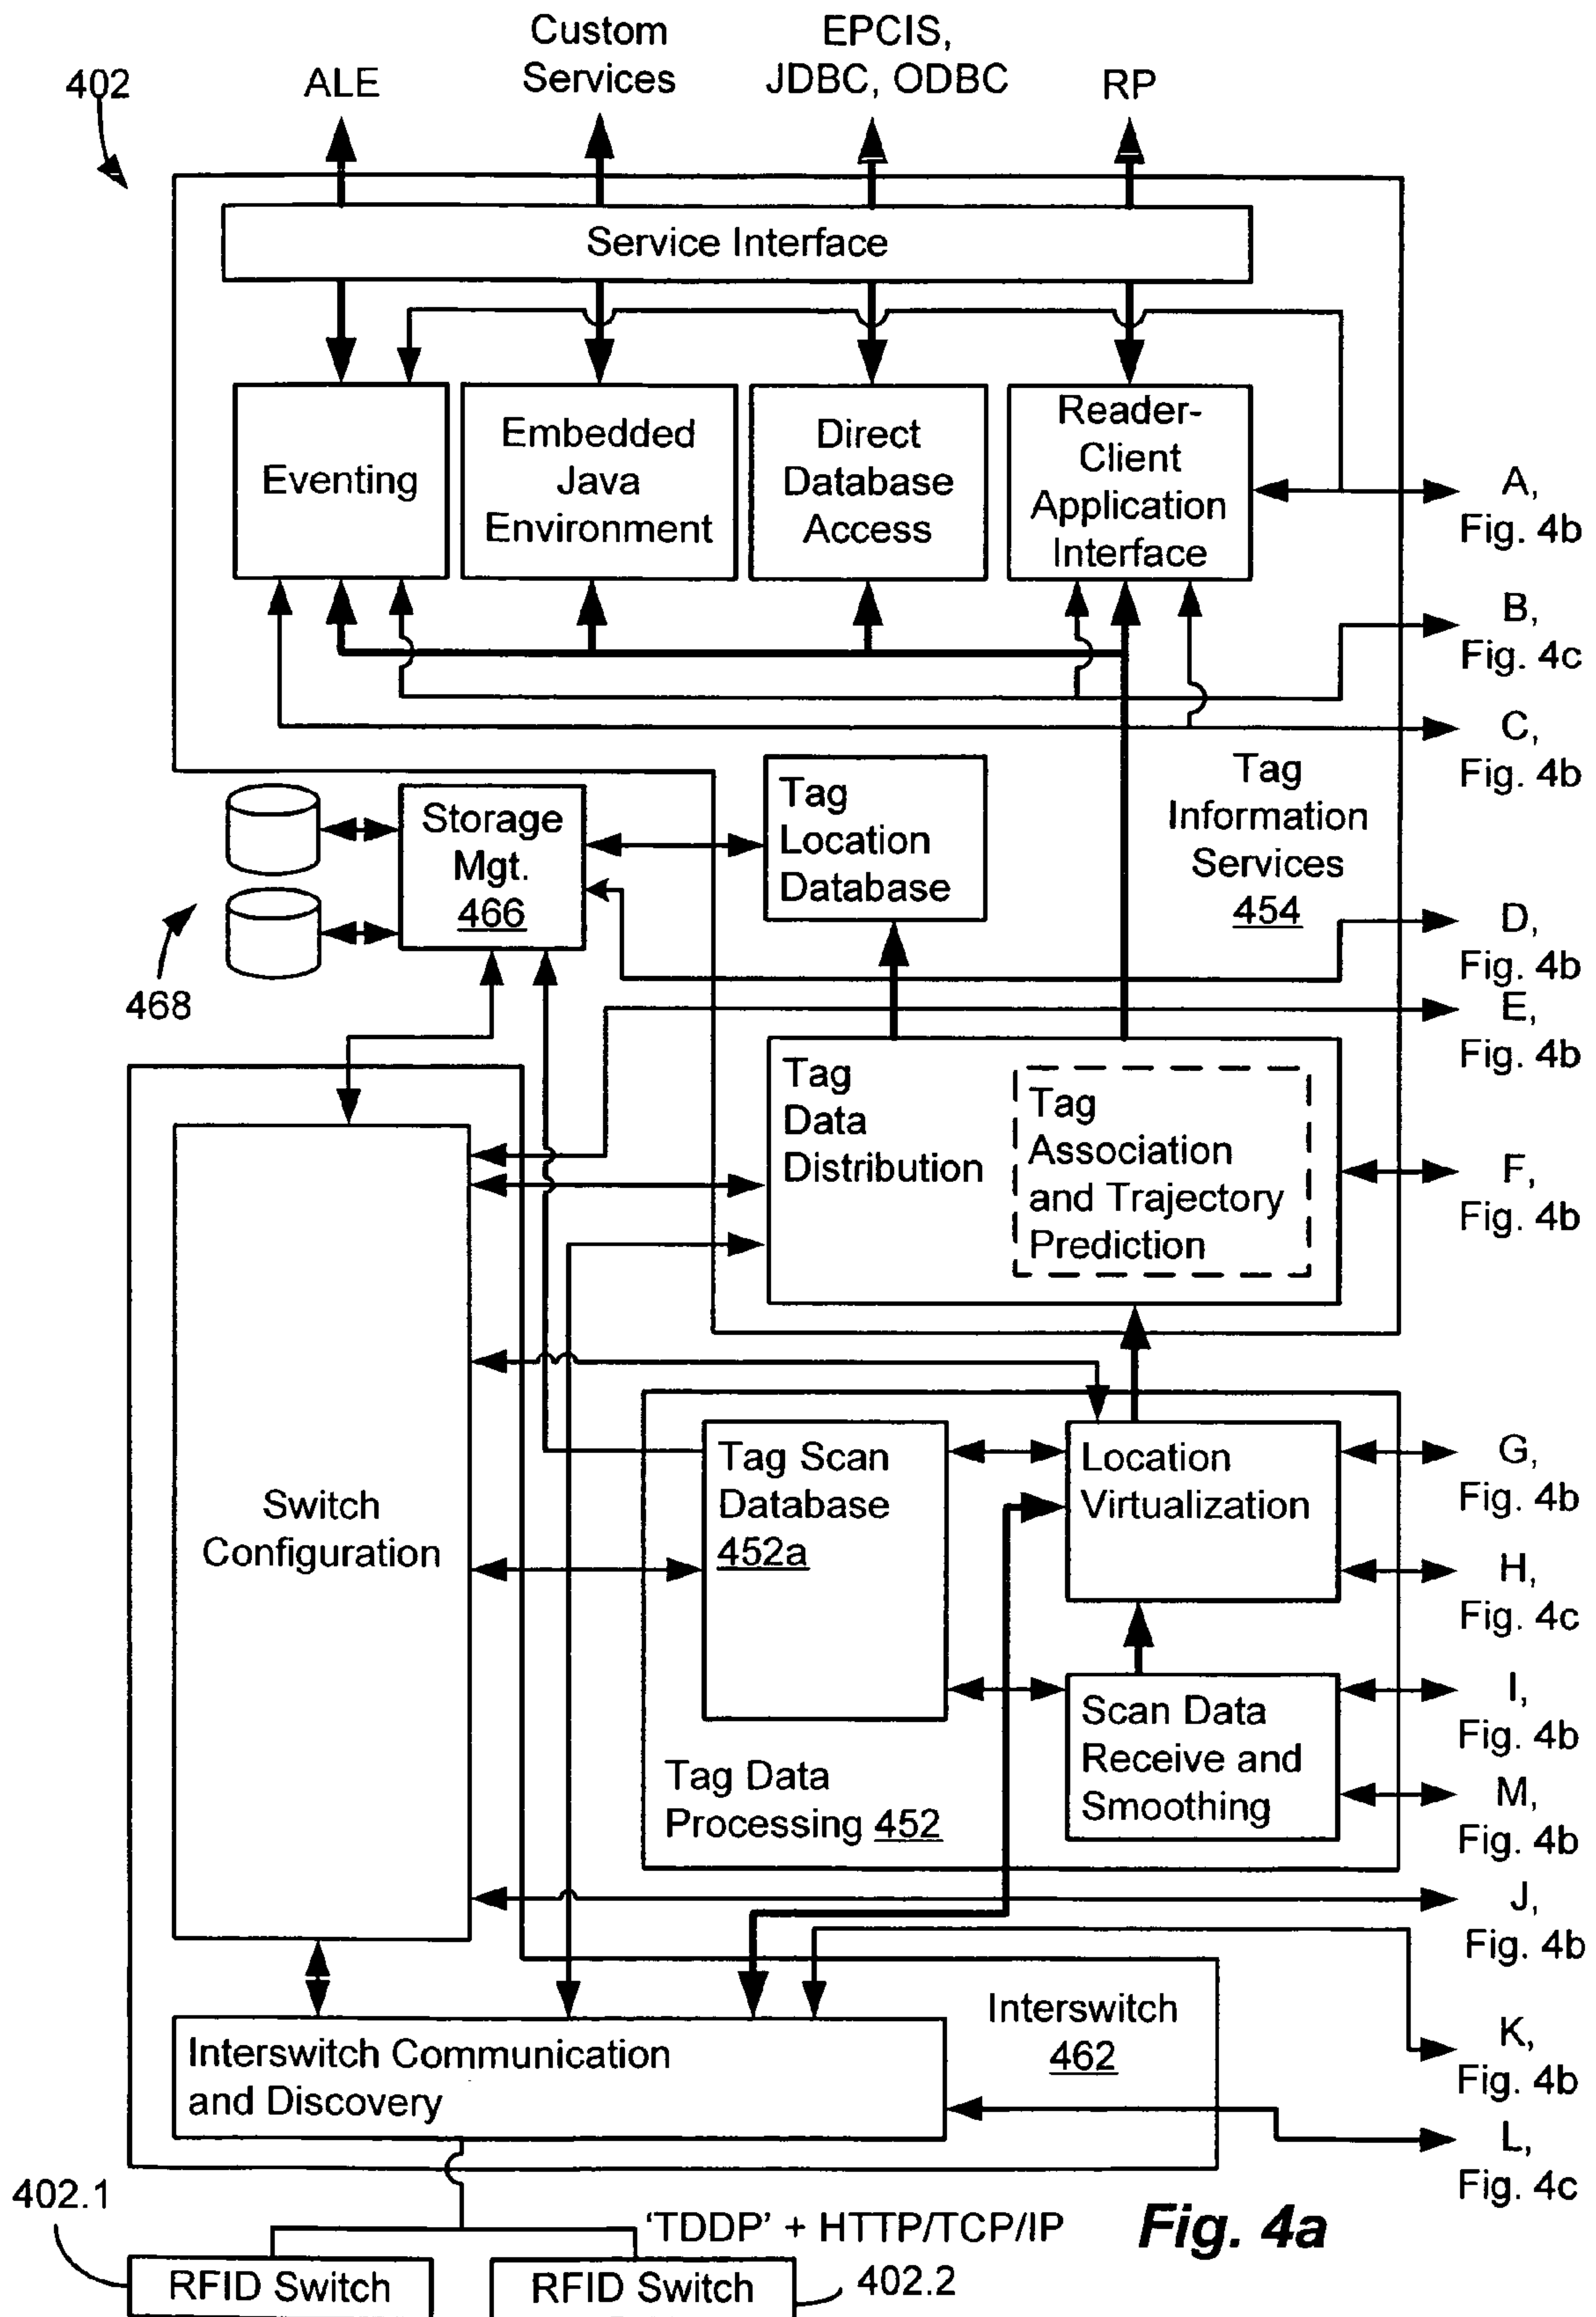 Custom
Services
EPCIS,
JDBC, ODBC
402
ALE
RP
Service Interface
Eventing
Embedded
Java
Environment
Direct
Database
Access
Reader-
Client
Application
Interface
A,
Fig. 4b
B,
Fig. 4c
C,
Fig. 4b
Storage
Mgt.
466
Tag
Location
Database
Tag
Information
Services
454
468
D,
Fig. 4b
E,
Fig. 4b
Tag
Data
Distribution
Tag
Association
and Trajectory
Prediction
F,
Fig. 4b
Switch
Configuration
Tag Scan
Database
452a
Location
Virtualization
G,
Fig. 4b
H,
Fig. 4c
Scan Data
Receive and
Smoothing
I,
Fig. 4b
M,
Fig. 4b
Tag Data
Processing 452
J,
Fig. 4b
Interswitch Communication
and Discovery
Interswitch
462
K,
Fig. 4b
L,
Fig. 4c
402.1
'TDDP' + HTTP/TCP/IP
Fig. 4a
RFID Switch
RFID Switch
402.2